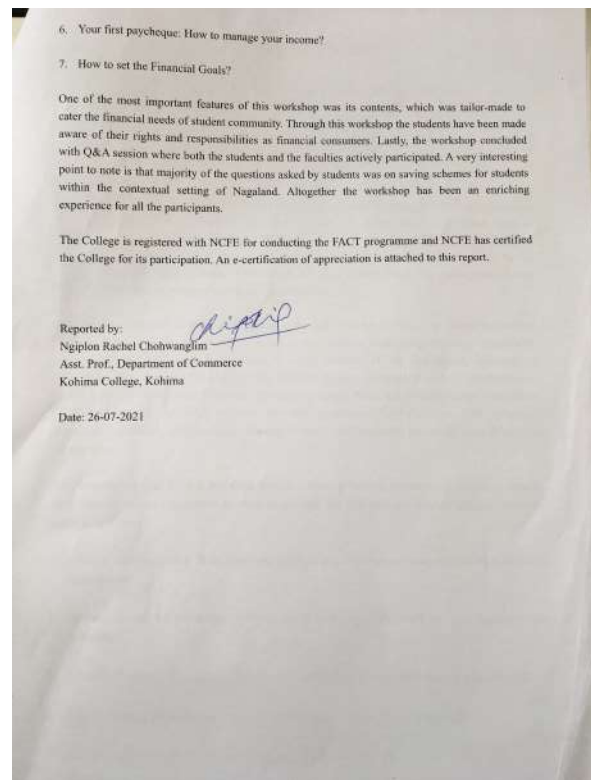 6. Your first paycheque: How to manage your income?
7. How to set the Financial Goals?
One of the most important features of this workshop was its contents, which was tailor-made to
cater the financial needs of student community. Through this workshop the students have been made
aware of their rights and responsibilities as financial consumers. Lastly, the workshop concluded
with Q&A session where both the students and the faculties actively participated. A very interesting
point to note is that majority of the questions asked by students was on saving schemes for students
within the contextual setting of Nagaland. Altogether the workshop has been an enriching
experience for all the participants.
The College is registered with NCFE for conducting the FACT programme and NCFE has certified
the College for its participation. An e-certification of appreciation is attached to this report.
Reported by:
Ngiplon Rachel Chohwanglim
Asst. Prof., Department of Commerce
Kohima College, Kohima
Date: 26-07-2021